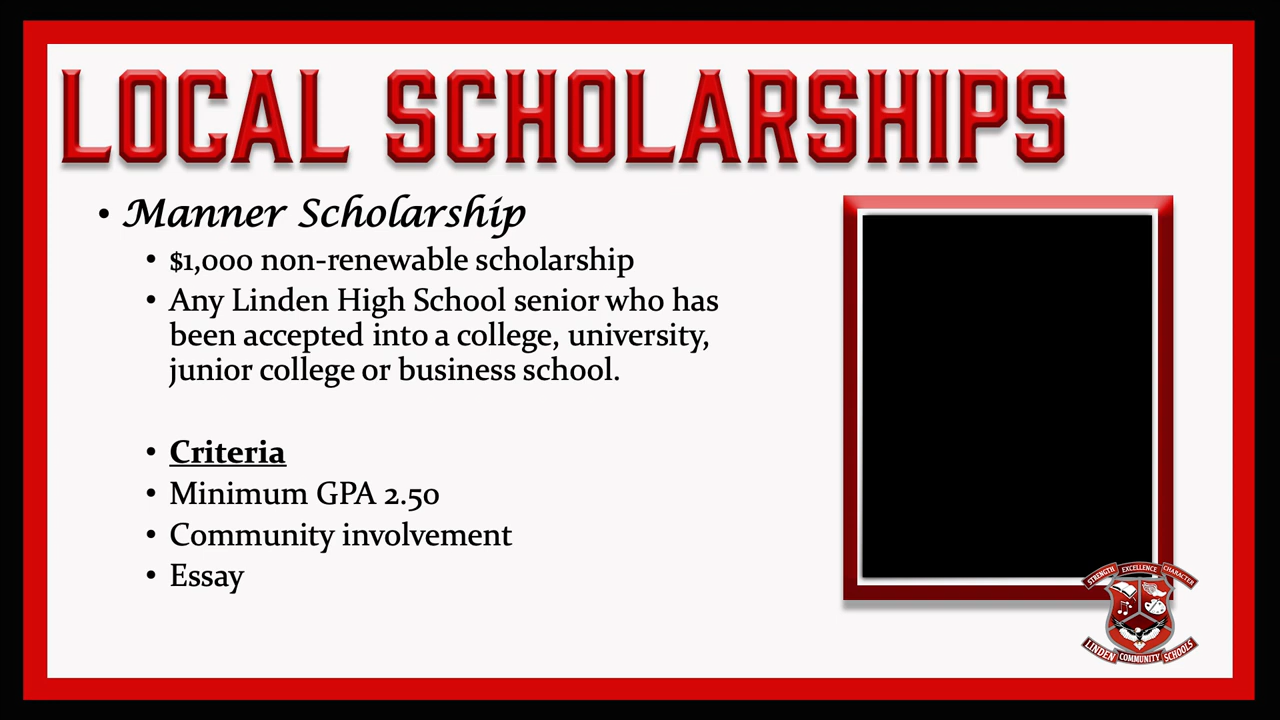 LOCAL SCHOLARSHIPS
• Manner Scholarship
• $1,000 non-renewable scholarship
• Any Linden High School senior who has
been accepted into a college, university,
junior college or business school.
• Criteria
• Minimum GPA 2.50
• Community involvement
• Essay
STRENGTH EXCELLENCE CHARACTER
LINDEN COMMUNITY SCHOOLS